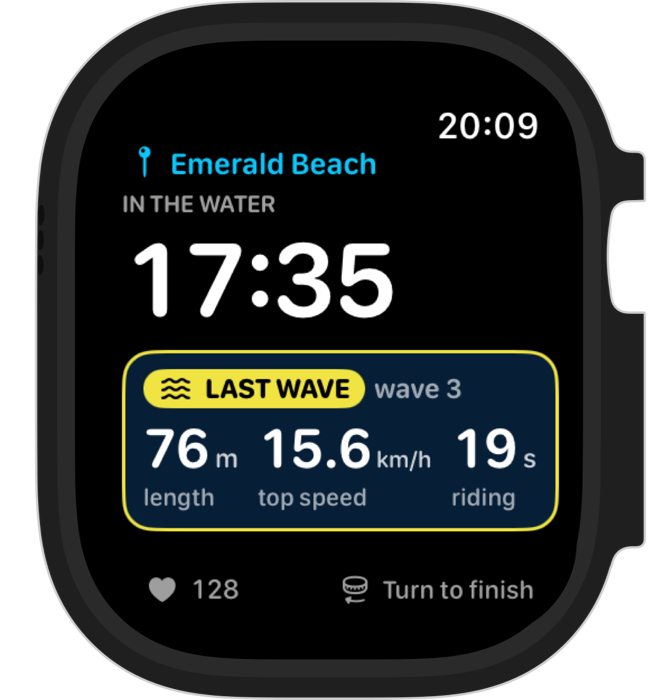 20:09
Emerald Beach
IN THE WATER
17:35
LAST WAVE wave 3
76 m 15.6 km/h 19 s
length top speed riding
128 Turn to finish